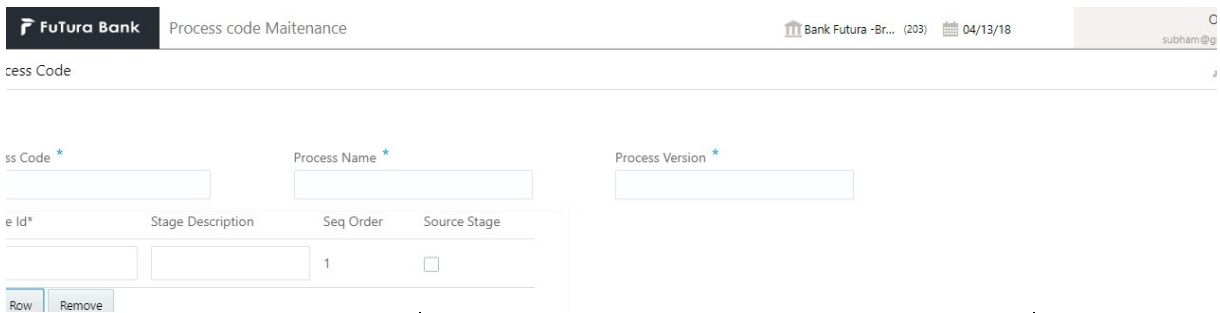 FuTura Bank Process code Maitenance Bank Futura -Br... (203) 04/13/18 O
subham@g
cess Code
ss Code * Process Name * Process Version *
e Id* Stage Description Seq Order Source Stage
1
Row Remove